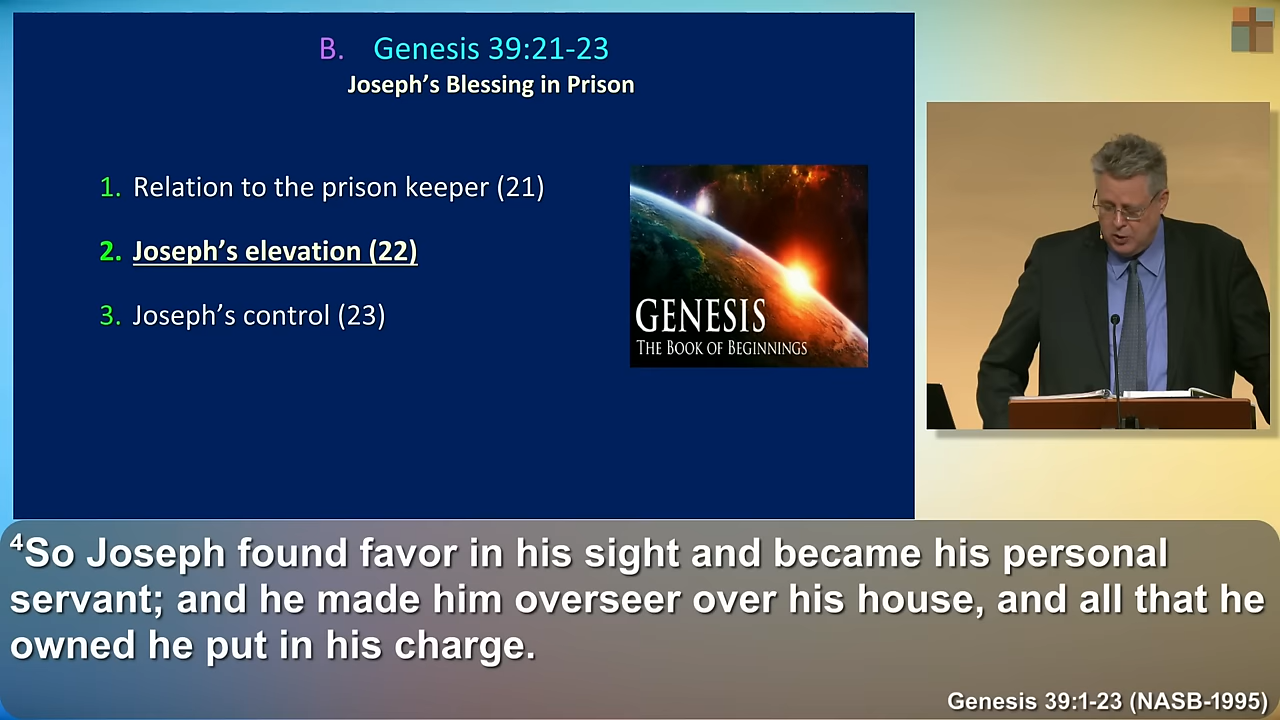 B. Genesis 39:21-23
Joseph’s Blessing in Prison
1. Relation to the prison keeper (21)
2. Joseph’s elevation (22)
3. Joseph’s control (23)
GENESIS
THE BOOK OF BEGINNINGS
4So Joseph found favor in his sight and became his personal
servant; and he made him overseer over his house, and all that he
owned he put in his charge.
Genesis 39:1-23 (NASB-1995)